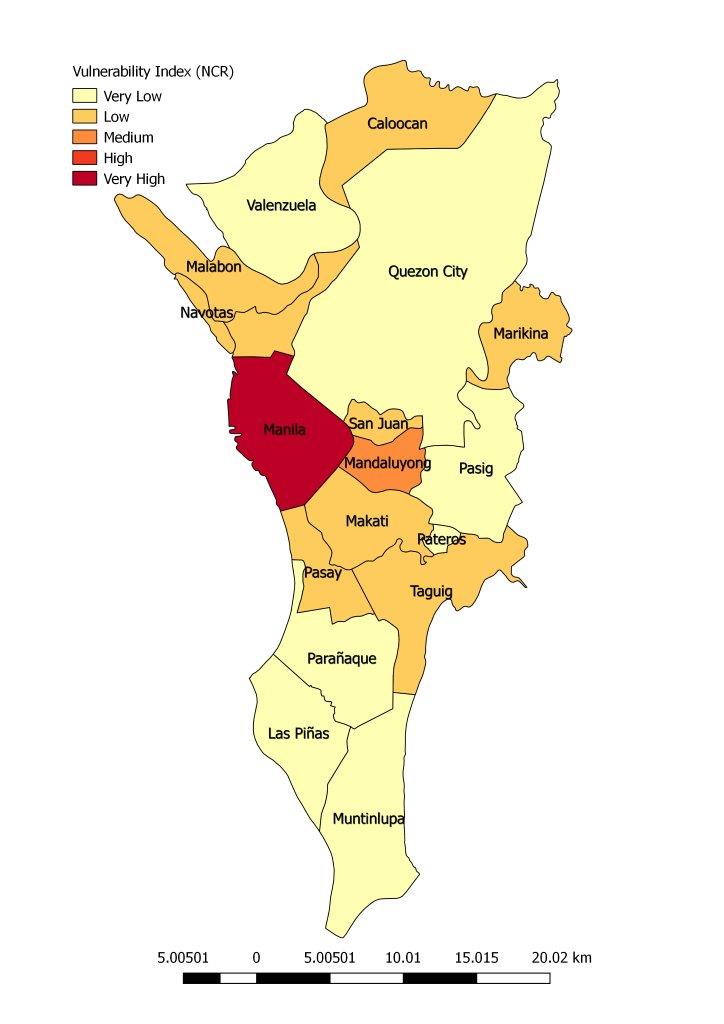 Vulnerability Index (NCR)
Very Low
Low
Medium
High
Very High
Caloocan
Valenzuela
Malabon
Quezon City
Navotas
Marikina
San Juan
Manila
Mandaluyong
Pasig
Makati
Pateros
Pasay
Taguig
Parañaque
Las Piñas
Muntinlupa
5.00501 0 5.00501 10.01 15.015 20.02 km